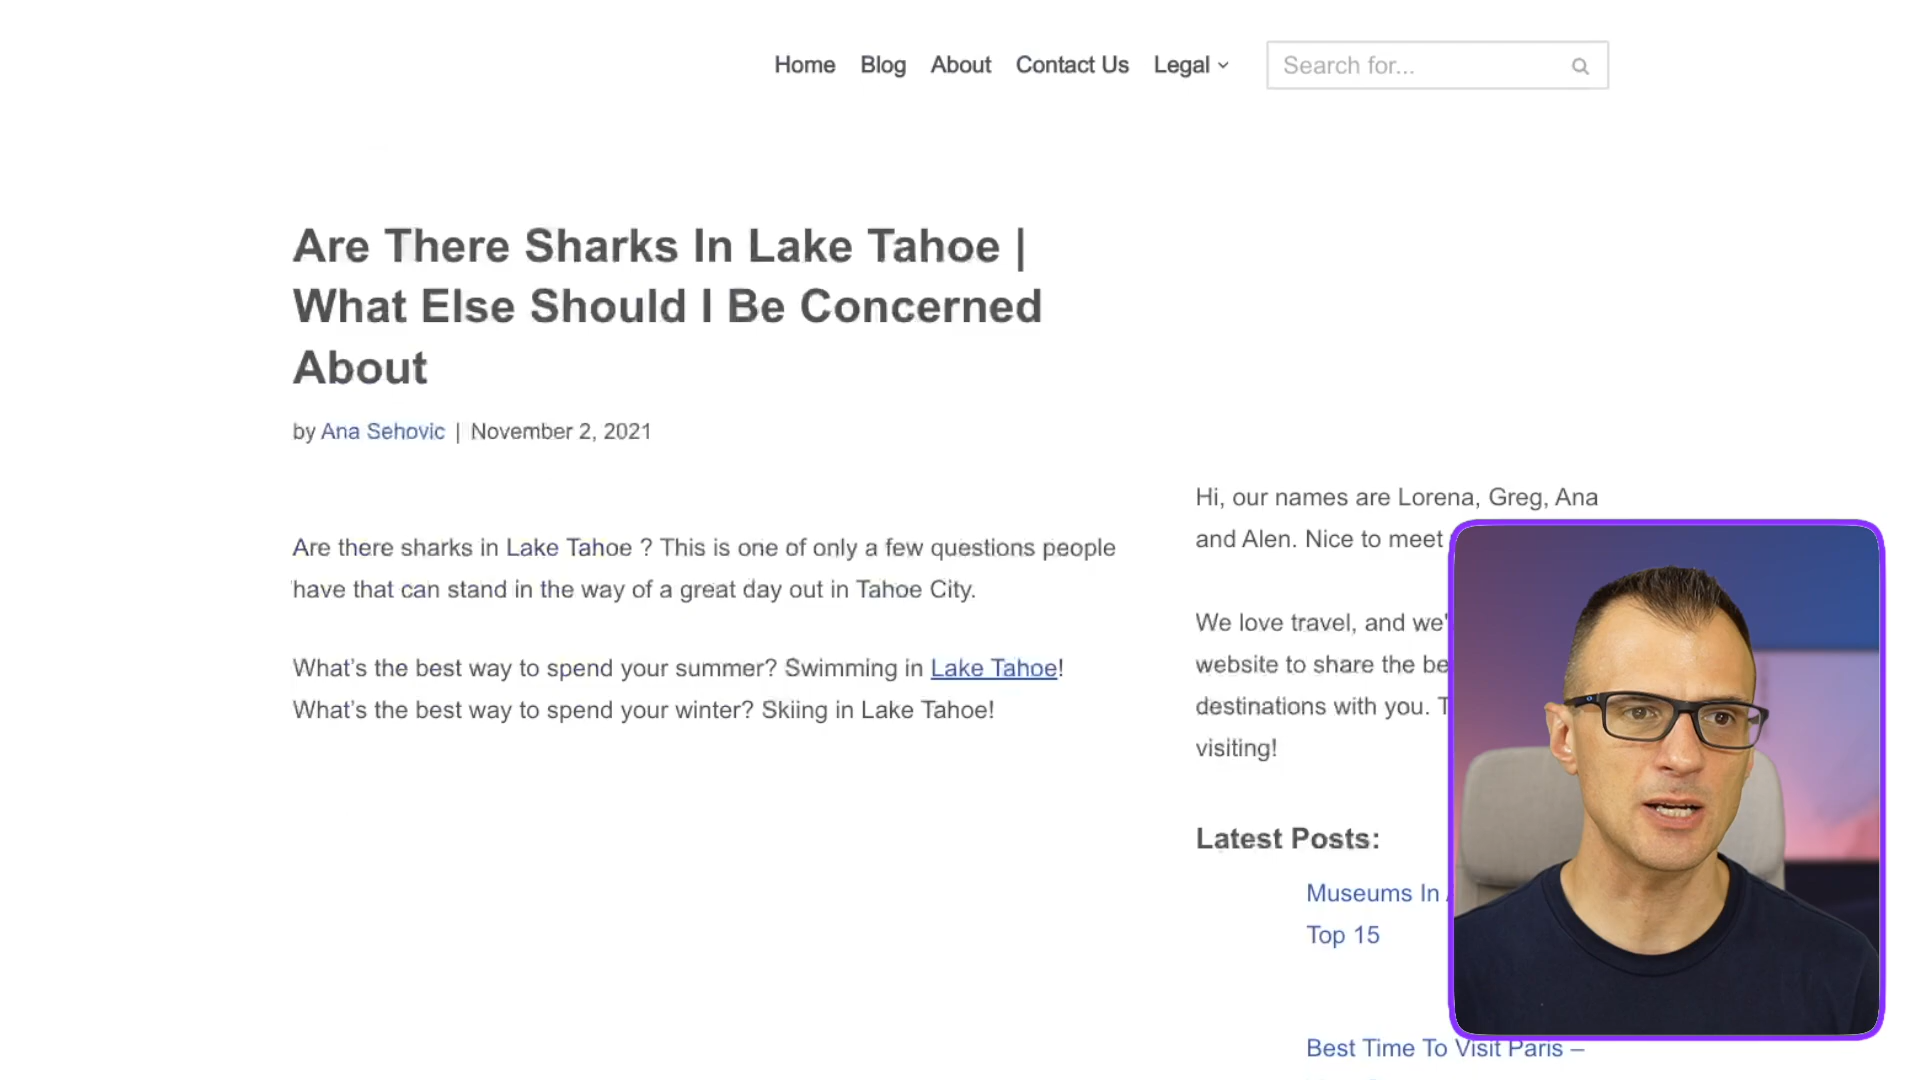 Home Blog About Contact Us Legal
Search for...
Are There Sharks In Lake Tahoe |
What Else Should I Be Concerned
About
by Ana Sehovic | November 2, 2021
Are there sharks in Lake Tahoe ? This is one of only a few questions people
have that can stand in the way of a great day out in Tahoe City.
What's the best way to spend your summer? Swimming in Lake Tahoe!
What's the best way to spend your winter? Skiing in Lake Tahoe!
Hi, our names are Lorena, Greg, Ana
and Alen. Nice to meet
We love travel, and we'
website to share the be
destinations with you. T
visiting!
Latest Posts:
Museums In
Top 15
Best Time To Visit Paris –